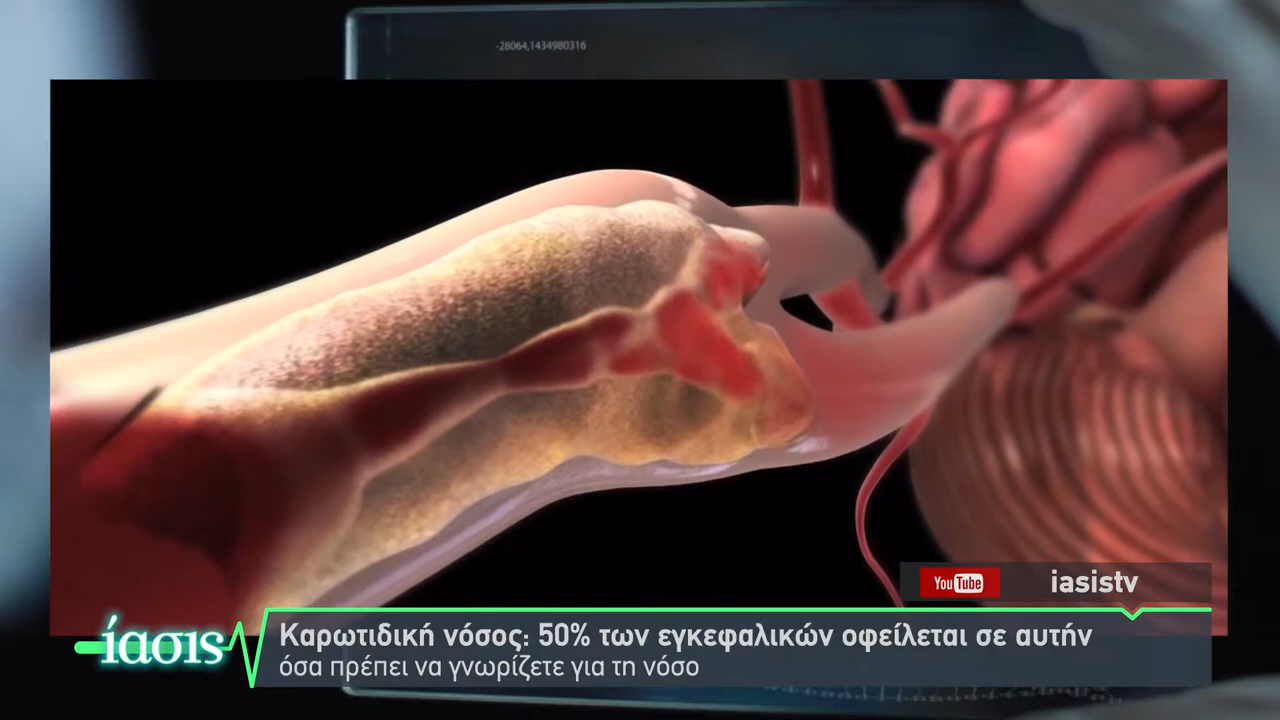 -28064,1434980316
YouTube iasistv
ίασιs
Καρωτιδική νόσος: 50% των εγκεφαλικών οφείλεται σε αυτήν
όσα πρέπει να γνωρίζετε για τη νόσο